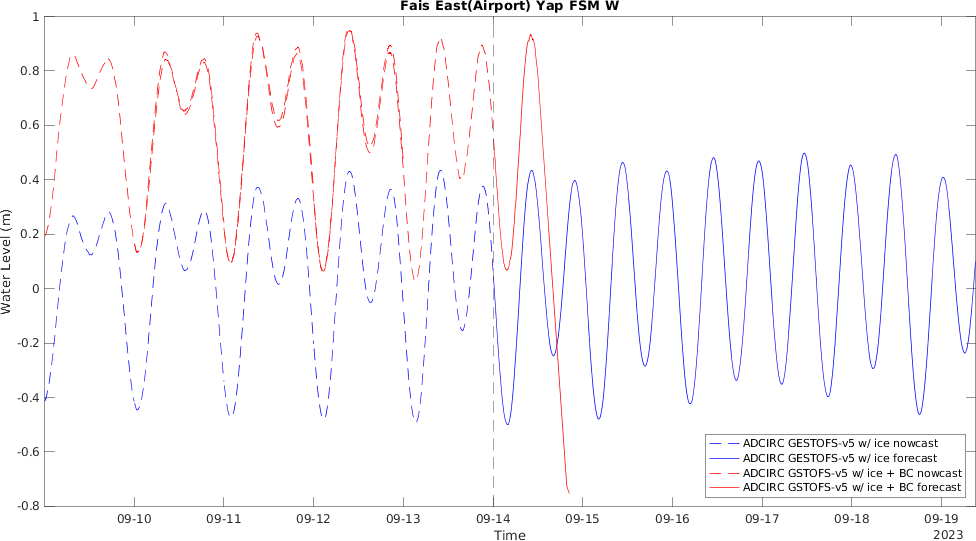 Fais East(Airport) Yap FSM W
1
0.8
0.6
0.4
0.2
0
-0.2
-0.4
-0.6
-0.8
Water Level (m)
09-10 09-11 09-12 09-13 09-14 09-15 09-16 09-17 09-18 09-19
Time
2023
ADCIRC GESTOFS-v5 w/ ice nowcast
ADCIRC GESTOFS-v5 w/ ice forecast
ADCIRC GSTOFS-v5 w/ ice + BC nowcast
ADCIRC GSTOFS-v5 w/ ice + BC forecast